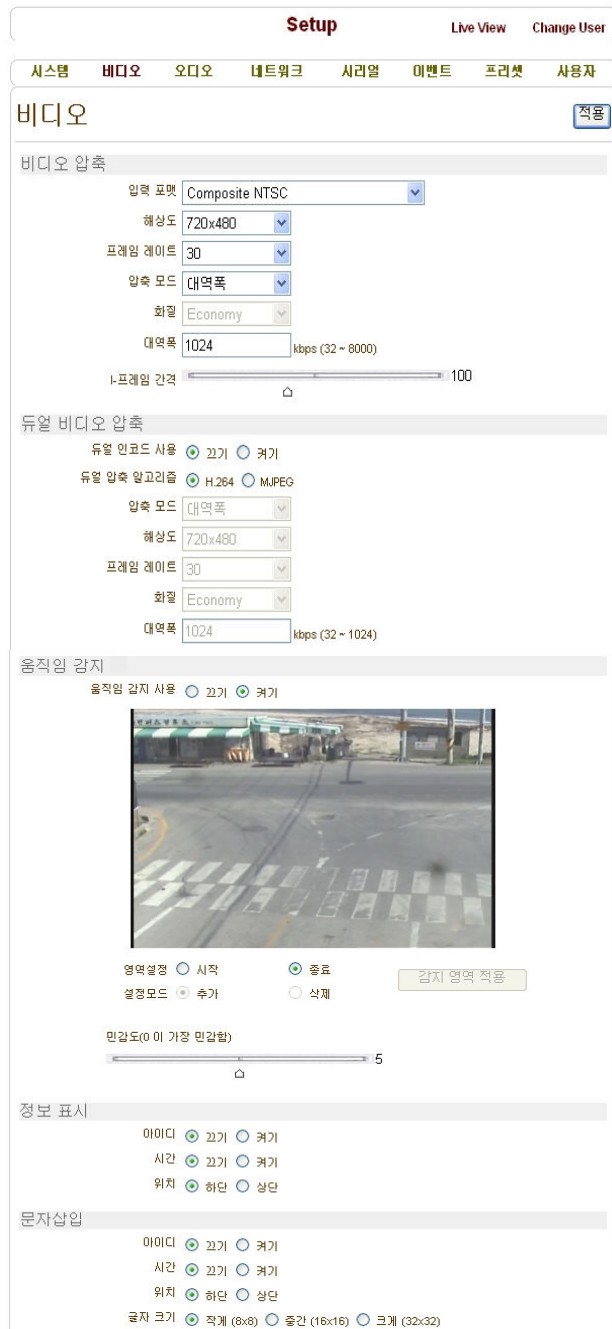 Setup Live View Change User
시스템 비디오 오디오 네트워크 시리얼 이벤트 프리셋 사용자
비디오 적용
비디오 압축
입력 포맷 Composite NTSC
해상도 720x480
프레임 레이트 30
압축 모드 대역폭
화질 Economy
대역폭 1024 kbps (32 ~ 8000)
I-프레임 간격 100
듀얼 비디오 압축
듀얼 인코드 사용 끄기 켜기
듀얼 압축 알고리즘 H.264 MJPEG
압축 모드 대역폭
해상도 720x480
프레임 레이트 30
화질 Economy
대역폭 1024 kbps (32 ~ 1024)
움직임 감지
움직임 감지 사용 끄기 켜기
영역설정 시작 종료
감지 영역 적용
설정모드 추가 삭제
민감도(0 이 가장 민감함)
5
정보 표시
아이디 끄기 켜기
시간 끄기 켜기
위치 하단 상단
문자삽입
아이디 끄기 켜기
시간 끄기 켜기
위치 하단 상단
글자 크기 작게 (8x8) 중간 (16x16) 크게 (32x32)